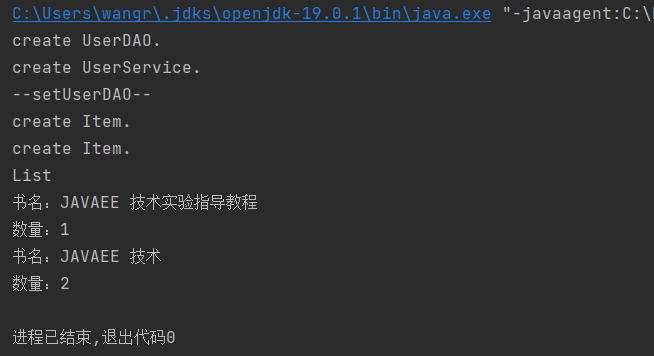 C:\Users\wangr\.jdks\openjdk-19.0.1\bin\java.exe "-javaagent:C:\
create UserDAO.
create UserService.
--setUserDAO--
create Item.
create Item.
List
书名：JAVAEE 技术实验指导教程
数量：1
书名：JAVAEE 技术
数量：2
进程已结束,退出代码0